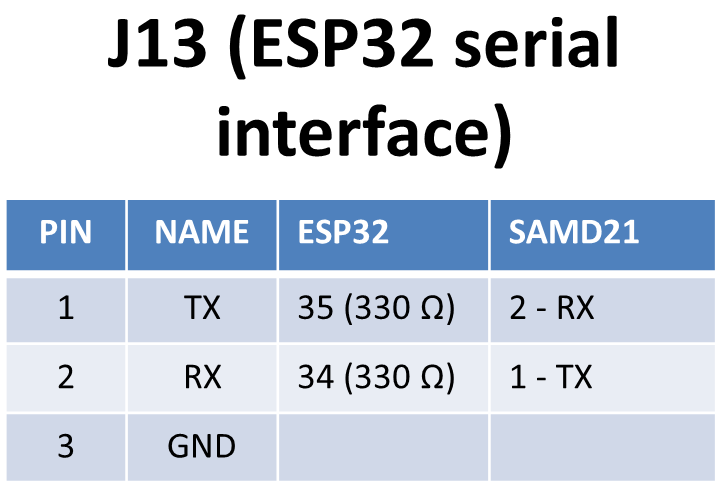 J13 (ESP32 serial
interface)
PIN NAME ESP32 SAMD21
1 TX 35 (330 Ω) 2 - RX
2 RX 34 (330 Ω) 1 - TX
3 GND